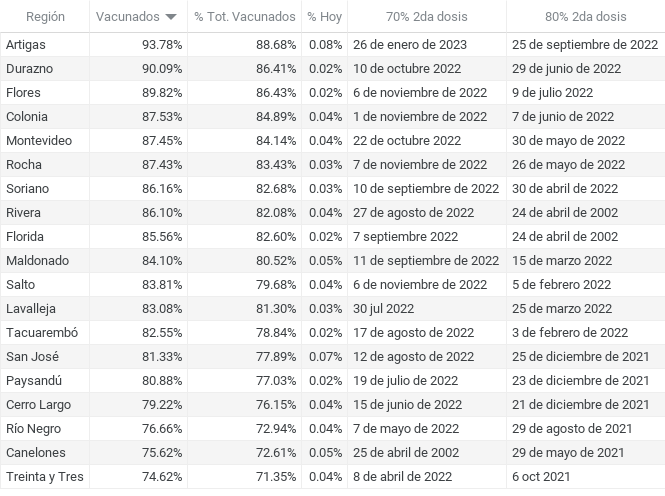 Región Vacunados % Tot. Vacunados % Hoy 70% 2da dosis 80% 2da dosis
Artigas 93.78% 88.68% 0.08% 26 de enero de 2023 25 de septiembre de 2022
Durazno 90.09% 86.41% 0.02% 10 de octubre 2022 29 de junio de 2022
Flores 89.82% 86.43% 0.02% 6 de noviembre de 2022 9 de julio 2022
Colonia 87.53% 84.89% 0.04% 1 de noviembre de 2022 7 de junio de 2022
Montevideo 87.45% 84.14% 0.04% 22 de octubre 2022 30 de mayo de 2022
Rocha 87.43% 83.43% 0.03% 7 de noviembre de 2022 26 de mayo de 2022
Soriano 86.16% 82.68% 0.03% 10 de septiembre de 2022 30 de abril de 2022
Rivera 86.10% 82.08% 0.04% 27 de agosto de 2022 24 de abril de 2002
Florida 85.56% 82.60% 0.02% 7 septiembre 2022 24 de abril de 2002
Maldonado 84.10% 80.52% 0.05% 11 de septiembre de 2022 15 de marzo 2022
Salto 83.81% 79.68% 0.04% 6 de noviembre de 2022 5 de febrero 2022
Lavalleja 83.08% 81.30% 0.03% 30 jul 2022 25 de marzo 2022
Tacuarembó 82.55% 78.84% 0.02% 17 de agosto de 2022 3 de febrero de 2022
San José 81.33% 77.89% 0.07% 12 de agosto de 2022 25 de diciembre de 2021
Paysandú 80.88% 77.03% 0.02% 19 de julio de 2022 23 de diciembre de 2021
Cerro Largo 79.22% 76.15% 0.04% 15 de junio de 2022 21 de diciembre de 2021
Río Negro 76.66% 72.94% 0.04% 7 de mayo de 2022 29 de agosto de 2021
Canelones 75.62% 72.61% 0.05% 25 de abril de 2002 29 de mayo de 2021
Treinta y Tres 74.62% 71.35% 0.04% 8 de abril de 2022 6 oct 2021